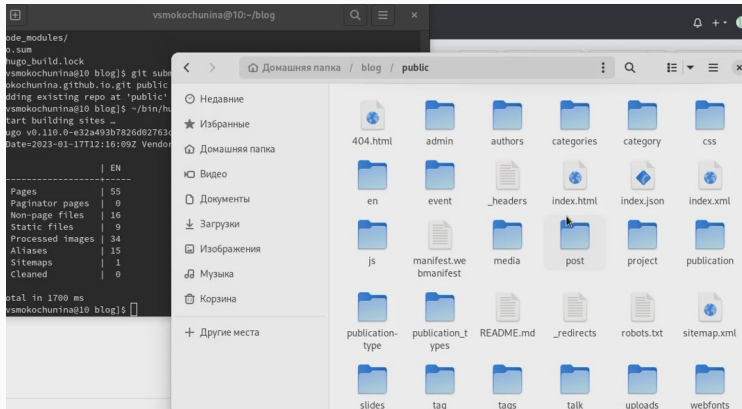 vsmokochunina@10:~/blog
ode_modules/
o.sum
hugo_build.lock
vsmokochunina@10 blog]$ git subm
okochunina.github.io.git public
dding existing repo at 'public'
vsmokochunina@10 blog]$ ~/bin/hu
tart building sites …
ugo v0.110.0-e32a493b7826d02763c
Date=2023-01-17T12:16:09Z Vendor
| EN
Pages | 55
Paginator pages | 0
Non-page files | 16
Static files | 9
Processed images | 34
Aliases | 15
Sitemaps | 1
Cleaned | 0
otal in 1700 ms
vsmokochunina@10 blog]$
Домашняя папка / blog / public
Недавние
Избранные
Домашняя папка
Видео
Документы
Загрузки
Изображения
Музыка
Корзина
+ Другие места
404.html admin authors categories category css
en event _headers index.html index.json index.xml
js manifest.we
bmanifest media post project publication
publication-
type publication_t
ypes README.md _redirects robots.txt sitemap.xml
slides tag tags talk uploads webfonts